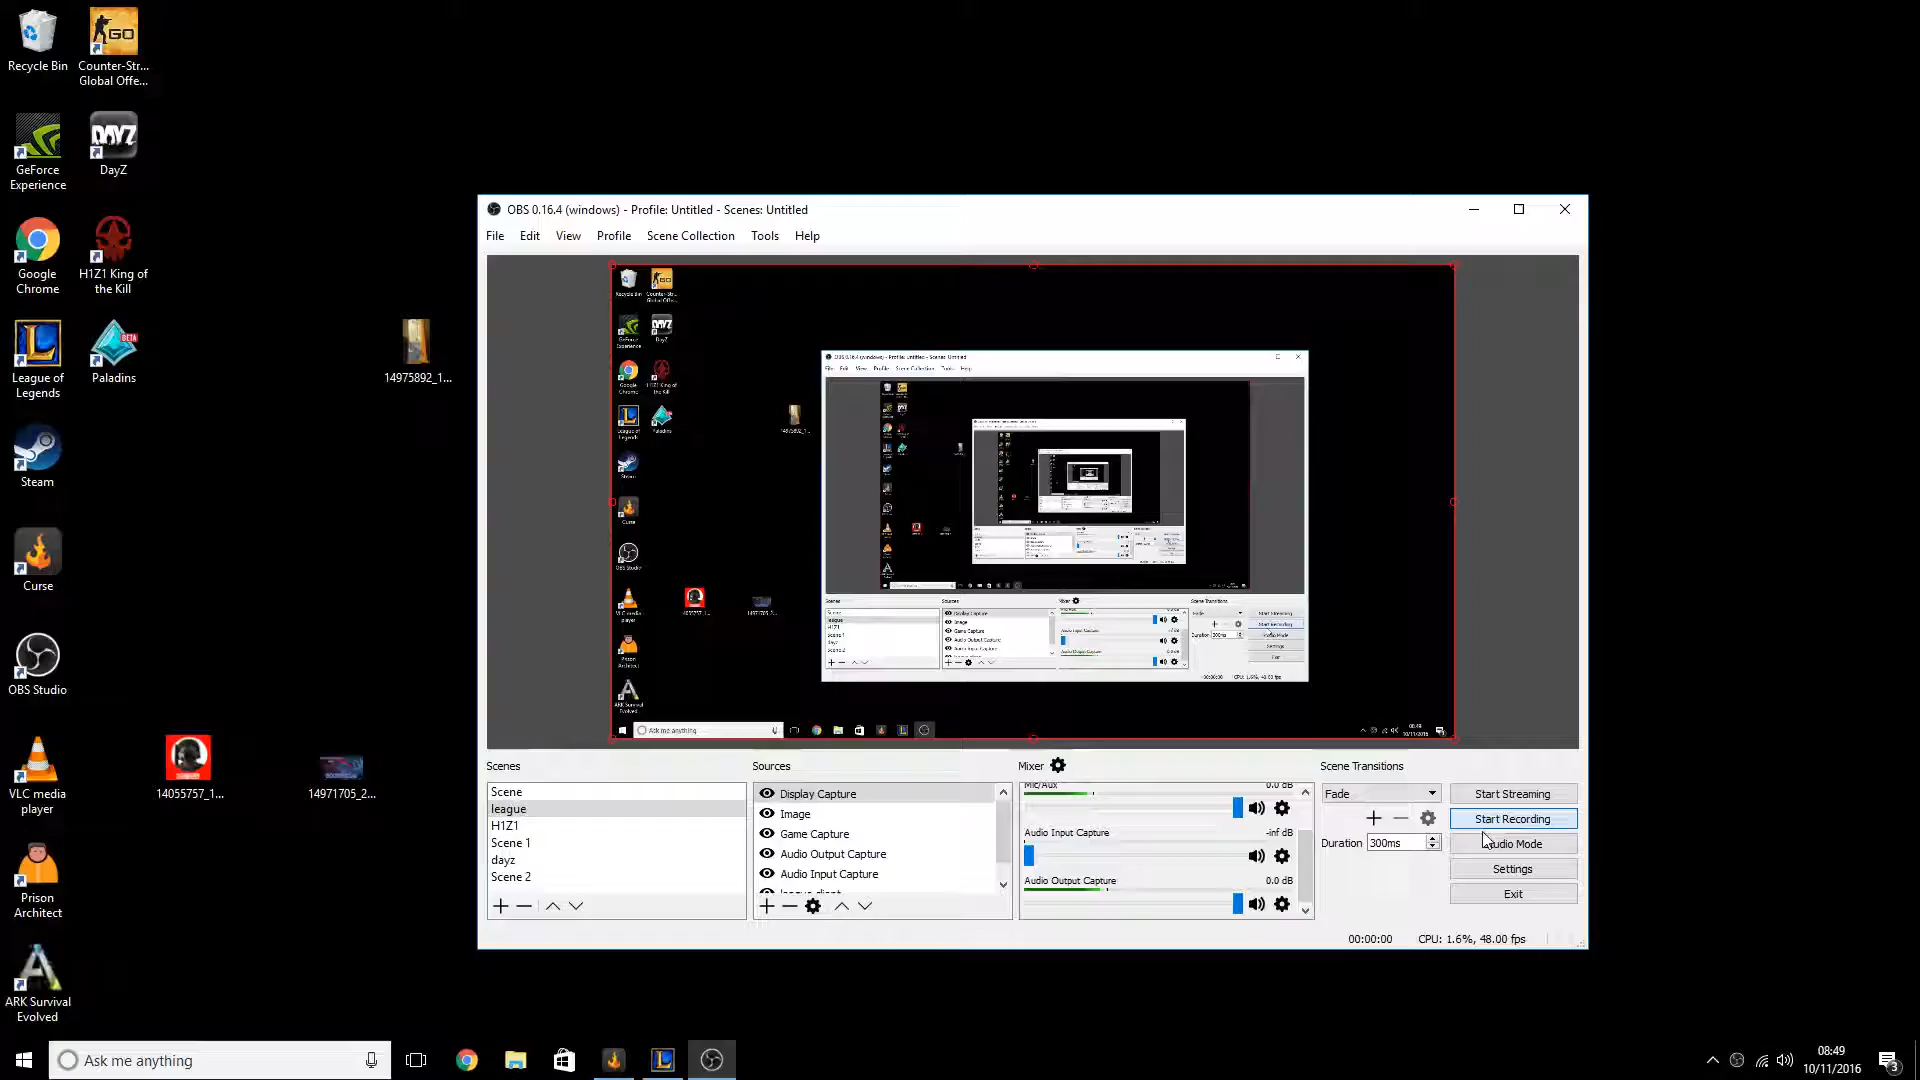 Recycle Bin
Counter-Str...
Global Offe...
GeForce
Experience
DayZ
Google
Chrome
H1Z1 King of
the Kill
League of
Legends
Paladins
14975892_1...
Steam
Curse
OBS Studio
VLC media
player
14055757_1...
14971705_2...
Prison
Architect
ARK Survival
Evolved
OBS 0.16.4 (windows) - Profile: Untitled - Scenes: Untitled
File Edit View Profile Scene Collection Tools Help
Scenes
Scene
league
H1Z1
Scene 1
dayz
Scene 2
Sources
Display Capture
Image
Game Capture
Audio Output Capture
Audio Input Capture
Mixer
Mic/Aux 0.0 dB
Audio Input Capture -inf dB
Audio Output Capture 0.0 dB
Scene Transitions
Fade
Duration 300ms
Start Streaming
Start Recording
Settings
Exit
00:00:00 CPU: 1.6%, 48.00 fps
Ask me anything
08:49
10/11/2016
3